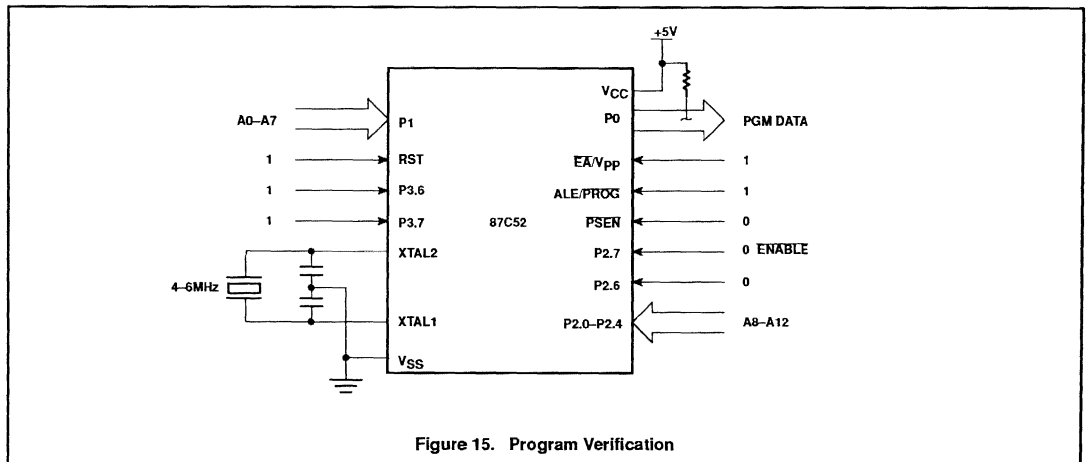 +5V
VCC
A0–A7
P1
P0
PGM DATA
1
RST
EA/VPP
1
1
P3.6
ALE/PROG
1
1
P3.7
87C52
PSEN
0
XTAL2
P2.7
0 ENABLE
4–6MHz
P2.6
0
XTAL1
P2.0–P2.4
A8–A12
VSS
Figure 15. Program Verification